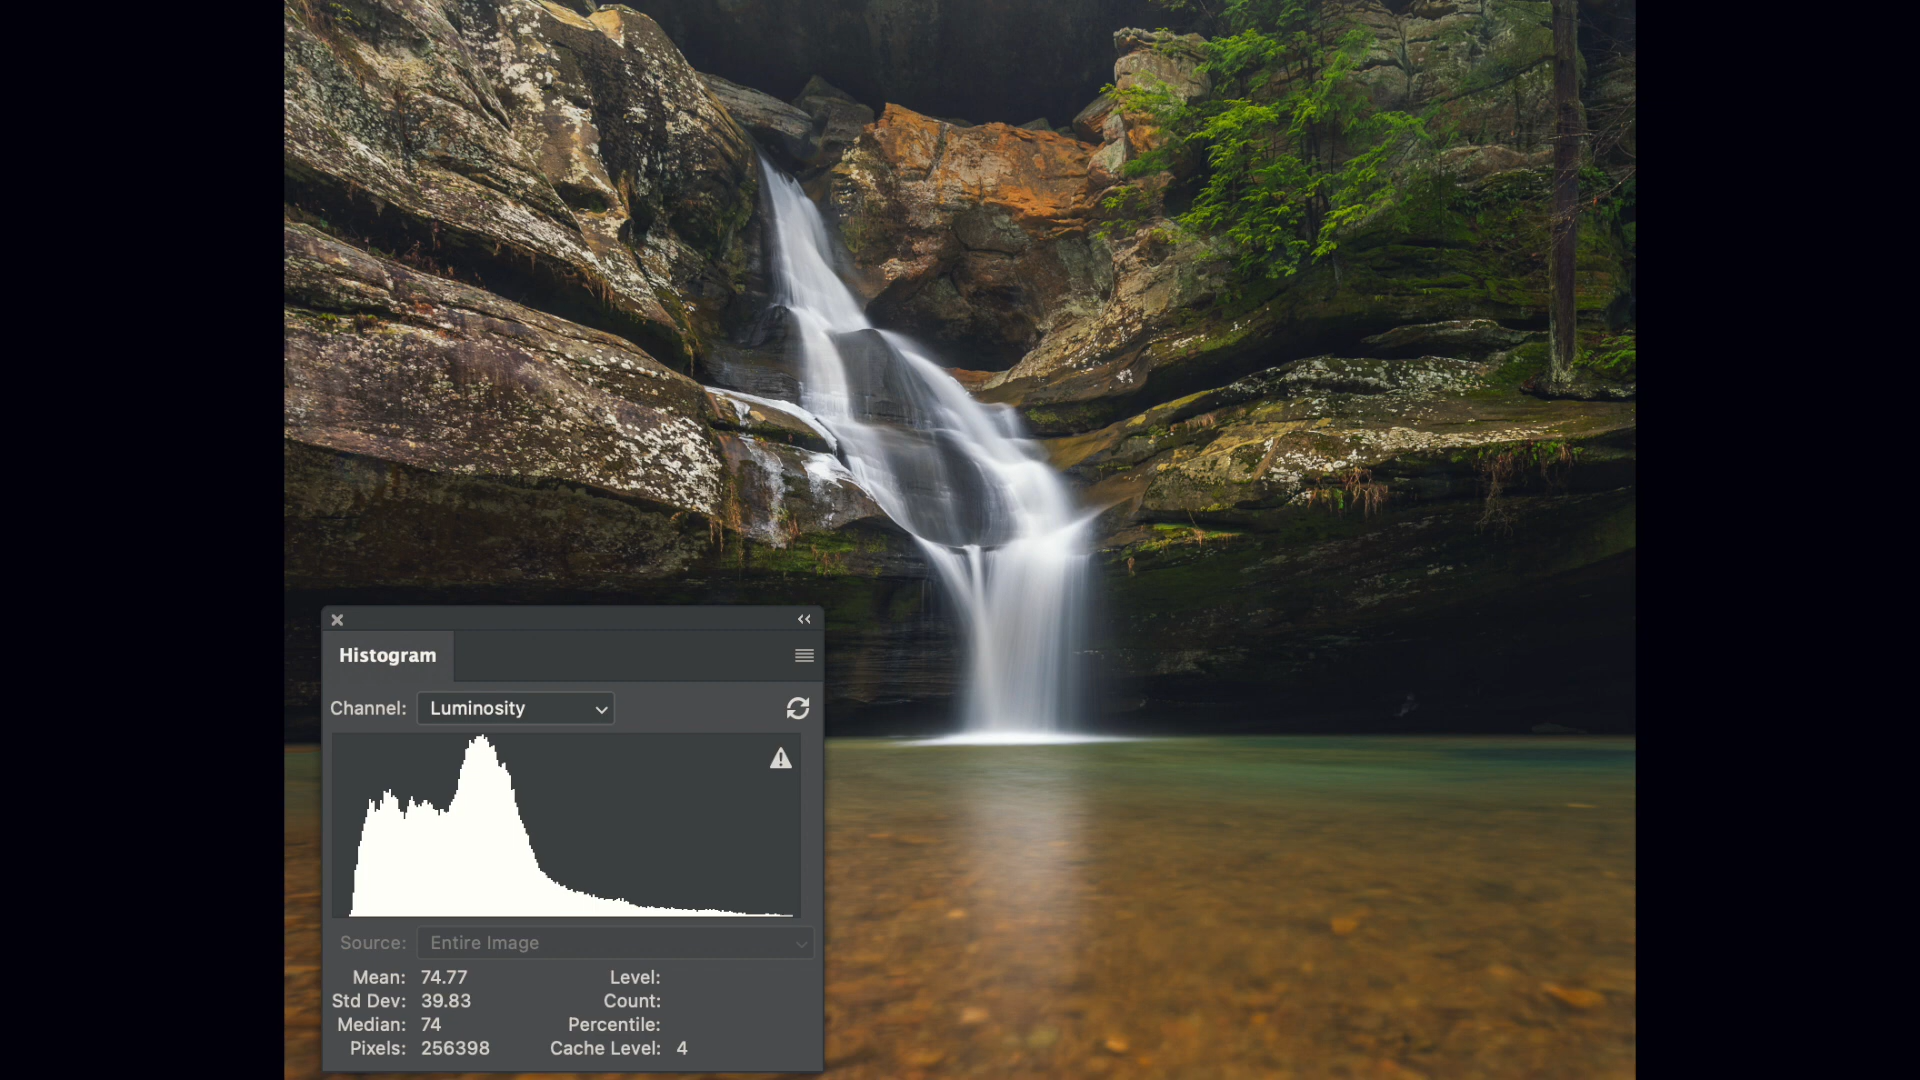 Histogram
Channel: Luminosity
Source: Entire Image
Mean: 74.77 Level:
Std Dev: 39.83 Count:
Median: 74 Percentile:
Pixels: 256398 Cache Level: 4